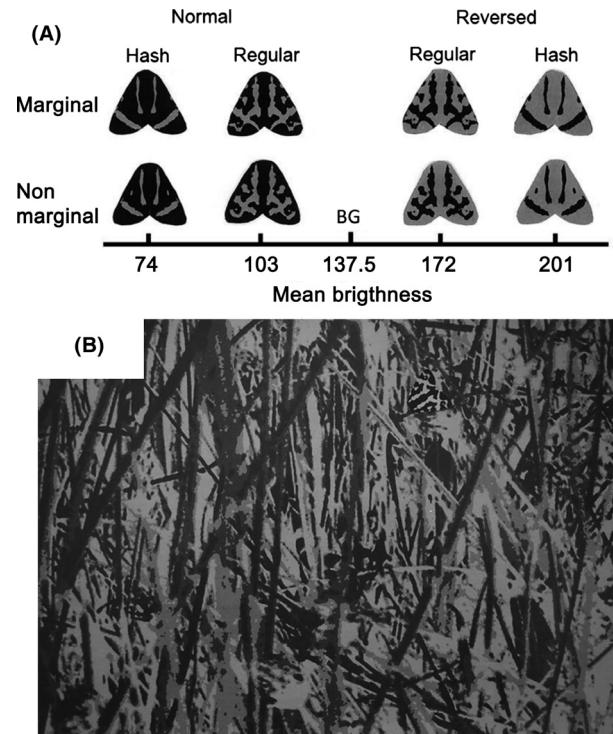 (A)
Normal Reversed
Hash Regular Regular Hash
Marginal
Non
marginal
BG
74 103 137.5 172 201
Mean brigthness
(B)